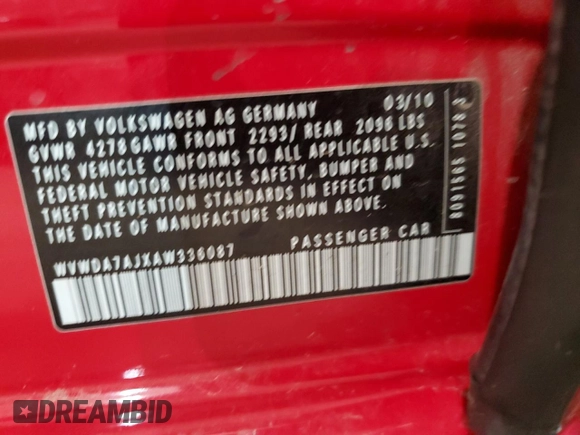 MFD BY VOLKSWAGEN AG GERMANY 03/10
GVWR 4278 GAWR FRONT 2293/ REAR 2096 LBS
THIS VEHICLE CONFORMS TO ALL APPLICABLE U.S.
FEDERAL MOTOR VEHICLE SAFETY, BUMPER AND
THEFT PREVENTION STANDARDS IN EFFECT ON
THE DATE OF MANUFACTURE SHOWN ABOVE.
WVWDA7AJXAW336087 PASSENGER CAR
DREAMBID